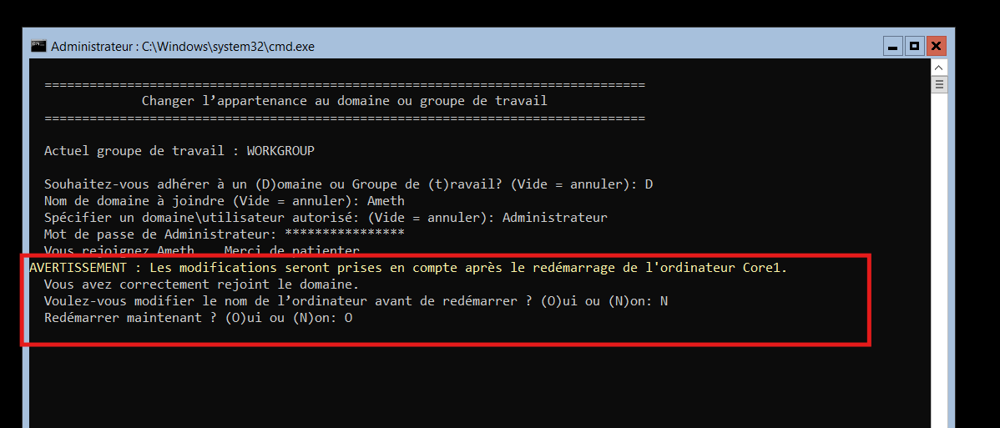 Administrateur : C:\Windows\system32\cmd.exe
================================================================================
Changer l’appartenance au domaine ou groupe de travail
================================================================================
Actuel groupe de travail : WORKGROUP
Souhaitez-vous adhérer à un (D)omaine ou Groupe de (t)ravail? (Vide = annuler): D
Nom de domaine à joindre (Vide = annuler): Ameth
Spécifier un domaine\utilisateur autorisé: (Vide = annuler): Administrateur
Mot de passe de Administrateur: ****************
Vous rejoignez Ameth... Merci de patienter
AVERTISSEMENT : Les modifications seront prises en compte après le redémarrage de l'ordinateur Core1.
Vous avez correctement rejoint le domaine.
Voulez-vous modifier le nom de l’ordinateur avant de redémarrer ? (O)ui ou (N)on: N
Redémarrer maintenant ? (O)ui ou (N)on: O